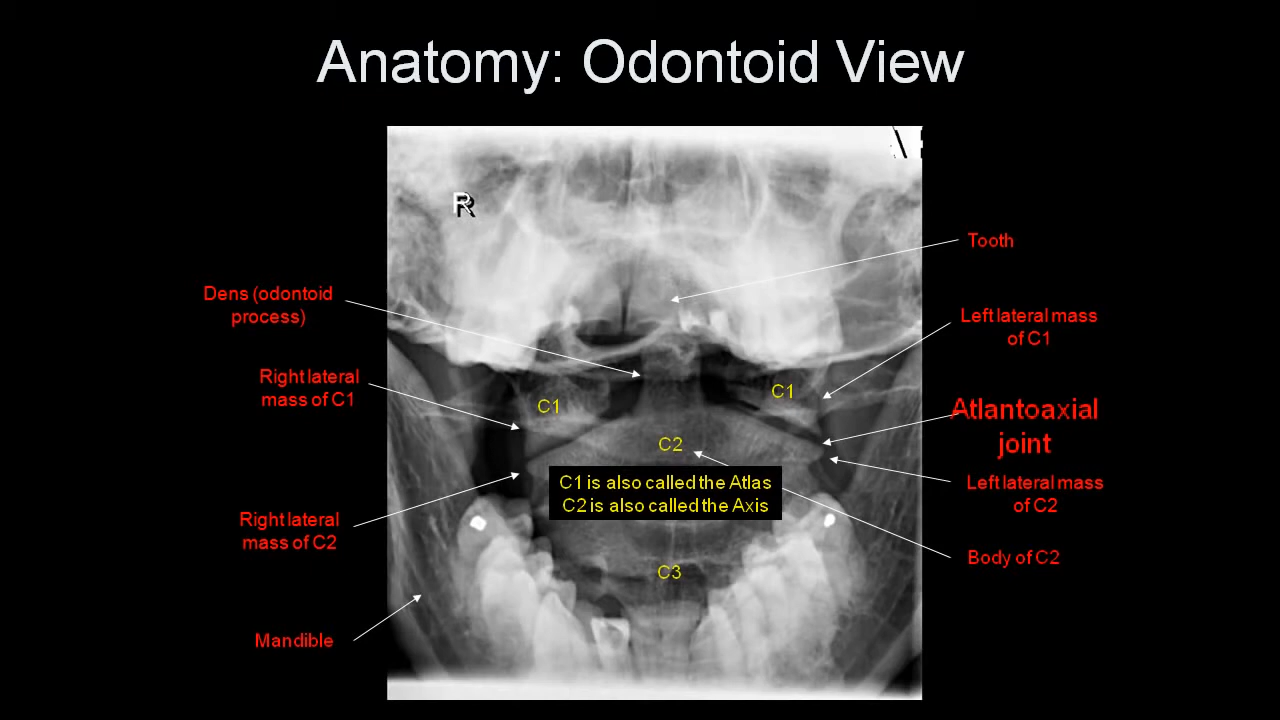 Anatomy: Odontoid View
R
Tooth
Dens (odontoid
process)
Left lateral mass
of C1
Right lateral
mass of C1
C1
C1
Atlantoaxial
joint
C2
C1 is also called the Atlas
C2 is also called the Axis
Left lateral mass
of C2
Right lateral
mass of C2
Body of C2
C3
Mandible